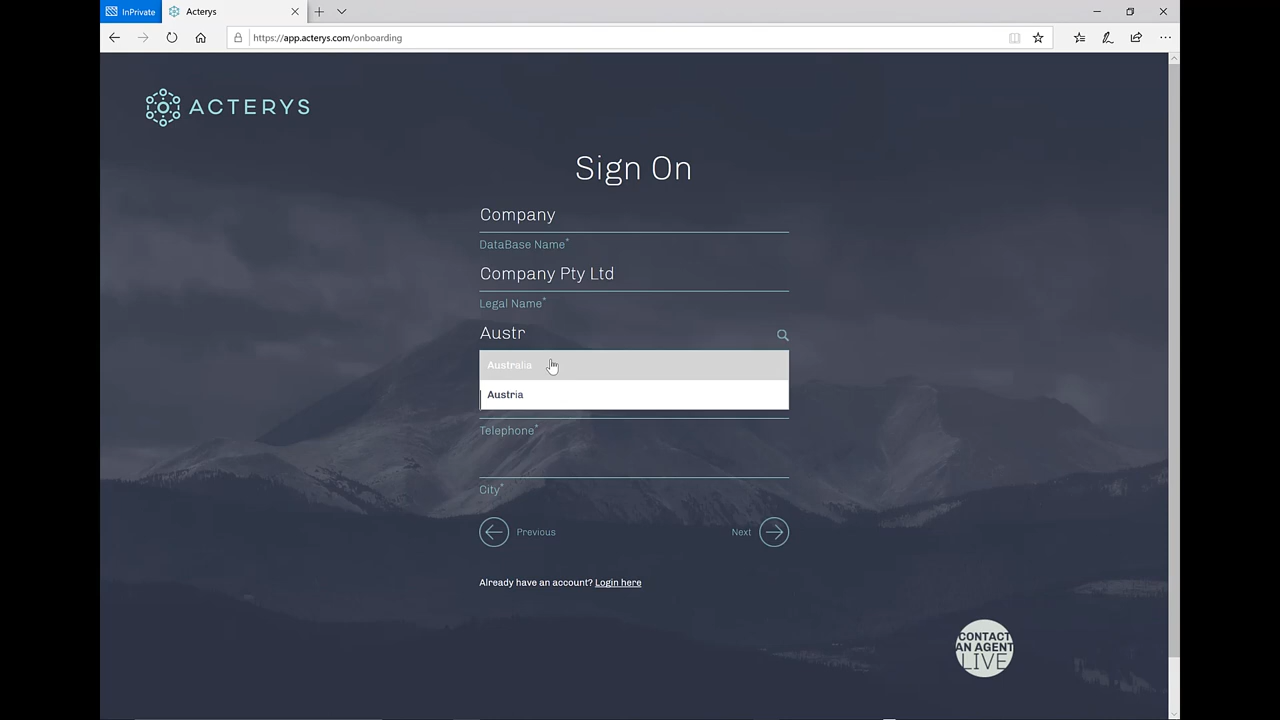 InPrivate
Acterys
https://app.acterys.com/onboarding
ACTERYS
Sign On
Company
DataBase Name*
Company Pty Ltd
Legal Name*
Austr
Australia
Austria
Telephone*
City*
Previous
Next
Already have an account? Login here
CONTACT
AN AGENT
LIVE